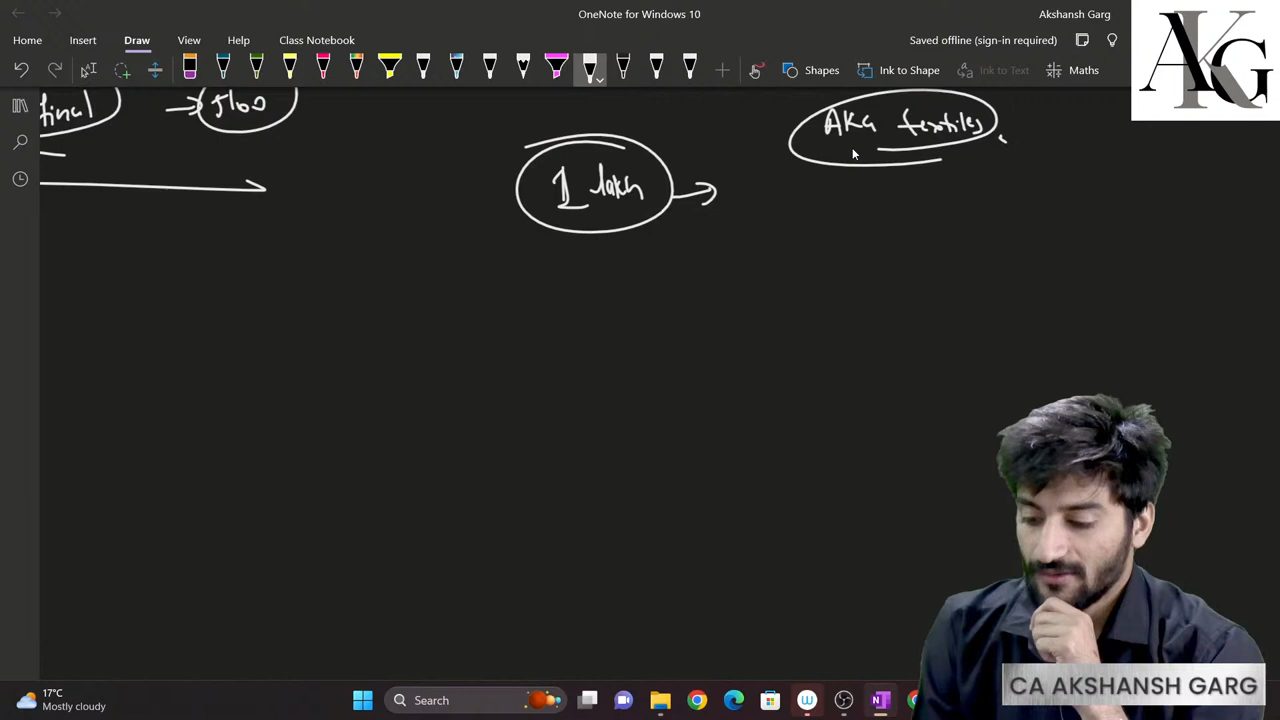 OneNote for Windows 10
Akshansh Garg
Home Insert Draw View Help Class Notebook
Saved offline (sign-in required)
Shapes Ink to Shape Ink to Text Maths
AKG
final → 5100
AKG textiles
1 lakh →
CA AKSHANSH GARG
17°C
Mostly cloudy
Search